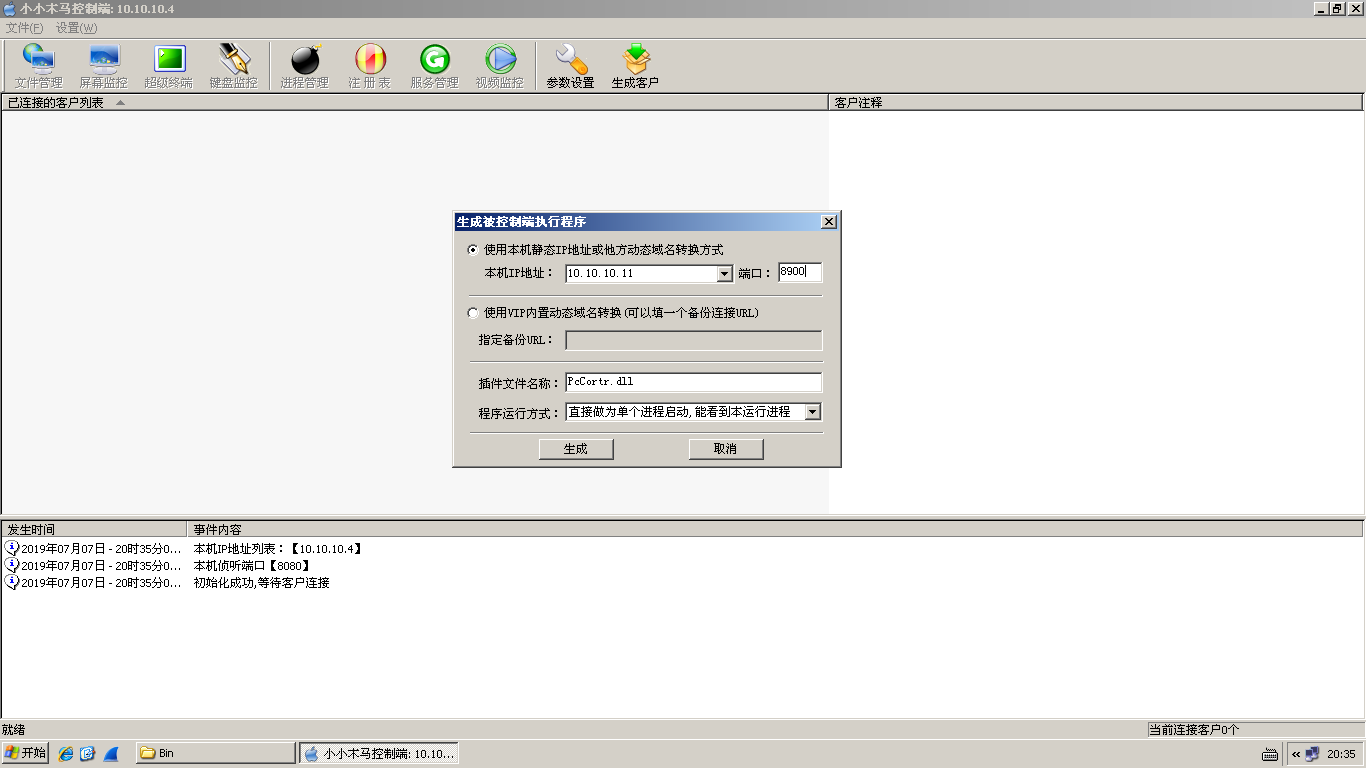 小小木马控制端: 10.10.10.4
文件(F) 设置(W)
文件管理 屏幕监控 超级终端 键盘监控 进程管理 注 册 表 服务管理 视频监控 参数设置 生成客户
已连接的客户列表 客户注释
生成被控制端执行程序
使用本机静态IP地址或他方动态域名转换方式
本机IP地址： 10.10.10.11 端口： 8900
使用VIP内置动态域名转换(可以填一个备份连接URL)
指定备份URL：
插件文件名称： PcCortr.dll
程序运行方式： 直接做为单个进程启动,能看到本运行进程
生成 取消
发生时间 事件内容
2019年07月07日 - 20时35分0... 本机IP地址列表：【10.10.10.4】
2019年07月07日 - 20时35分0... 本机侦听端口【8080】
2019年07月07日 - 20时35分0... 初始化成功,等待客户连接
就绪 当前连接客户0个
开始 Bin 小小木马控制端: 10.10... « 20:35